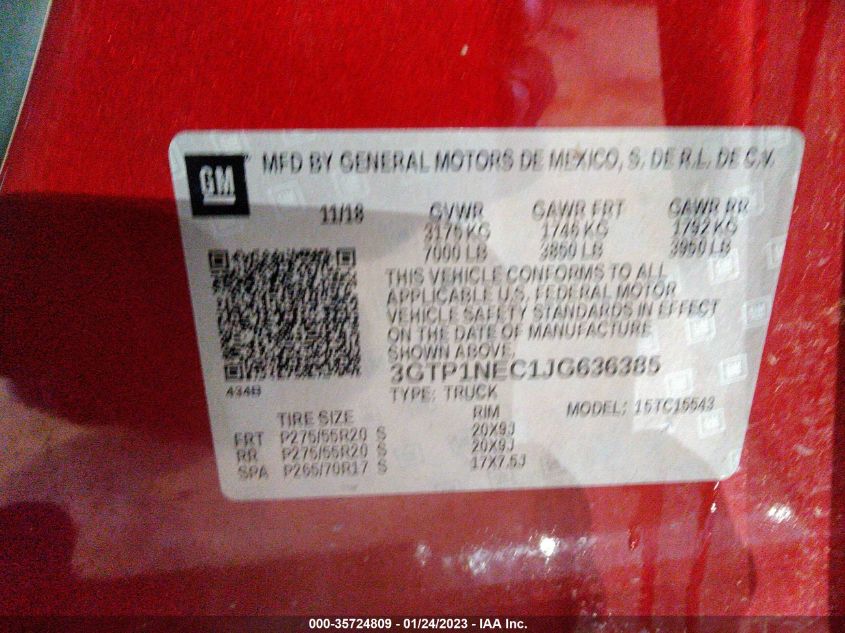 GM
MFD BY GENERAL MOTORS DE MEXICO, S. DE R.L. DE C.V.
11/18 GVWR GAWR FRT GAWR RR
3175 KG 1746 KG 1792 KG
7000 LB 3850 LB 3950 LB
THIS VEHICLE CONFORMS TO ALL
APPLICABLE U.S. FEDERAL MOTOR
VEHICLE SAFETY STANDARDS IN EFFECT
ON THE DATE OF MANUFACTURE
SHOWN ABOVE.
3GTP1NEC1JG636385
434B
TYPE: TRUCK
MODEL: 15TC15543
TIRE SIZE RIM
FRT P275/55R20 S 20X9J
RR P275/55R20 S 20X9J
SPA P265/70R17 S 17X7.5J
000-35724809 - 01/24/2023 - IAA Inc.